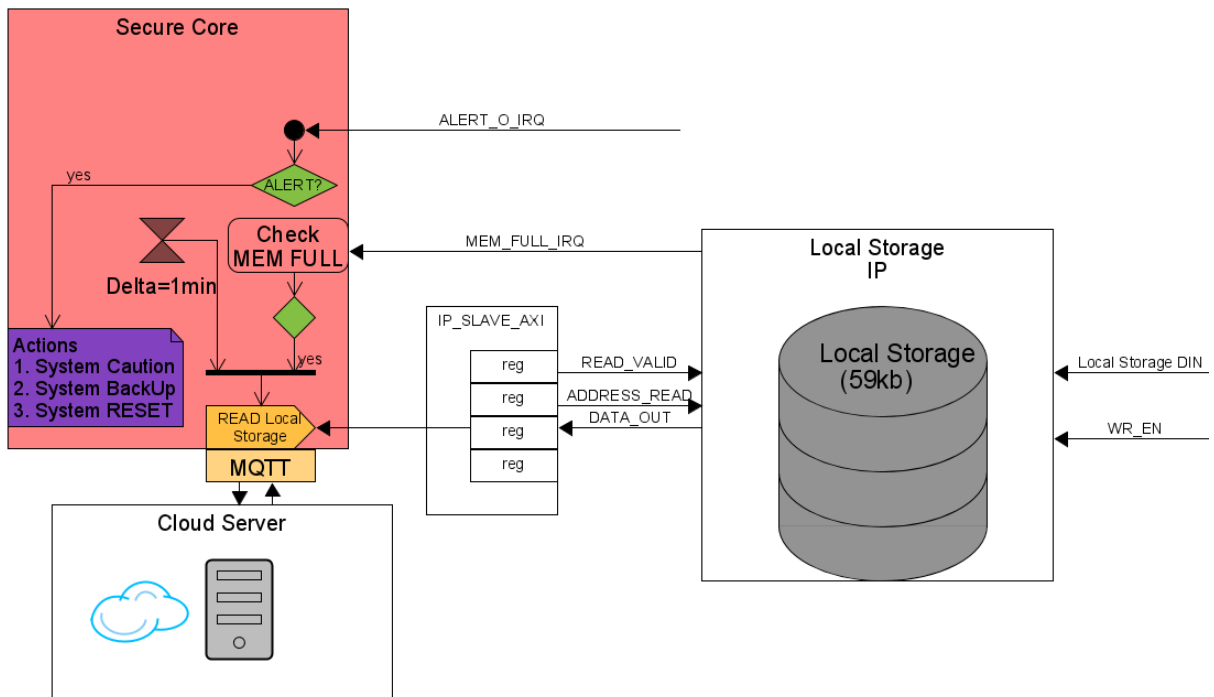 Secure Core
ALERT_O_IRQ
yes
ALERT?
Check
MEM FULL
MEM_FULL_IRQ
Delta=1min
Local Storage
IP
IP_SLAVE_AXI
Actions
1. System Caution
2. System BackUp
3. System RESET
yes
reg
READ_VALID
reg
ADDRESS_READ
reg
DATA_OUT
reg
Local Storage
(59kb)
Local Storage DIN
WR_EN
READ Local
Storage
MQTT
Cloud Server